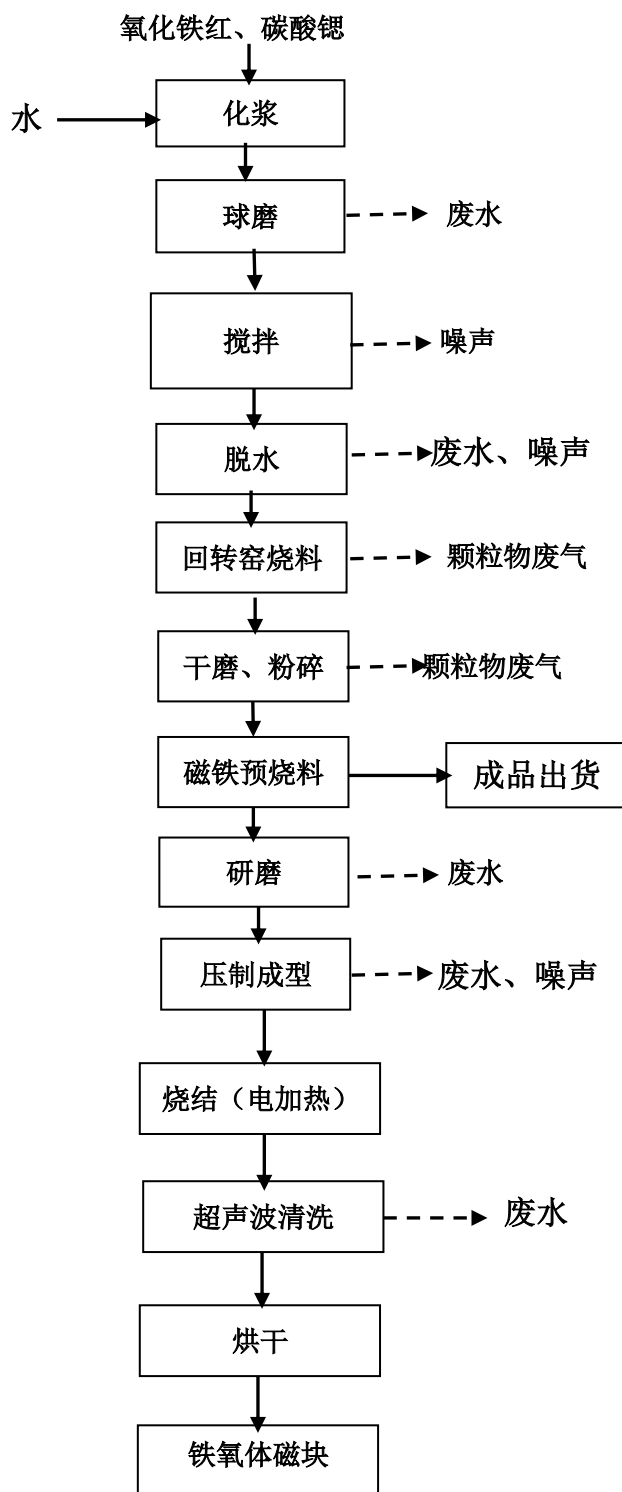 氧化铁红、碳酸锶
水
化浆
球磨
废水
搅拌
噪声
脱水
废水、噪声
回转窑烧料
颗粒物废气
干磨、粉碎
颗粒物废气
磁铁预烧料
成品出货
研磨
废水
压制成型
废水、噪声
烧结（电加热）
超声波清洗
废水
烘干
铁氧体磁块